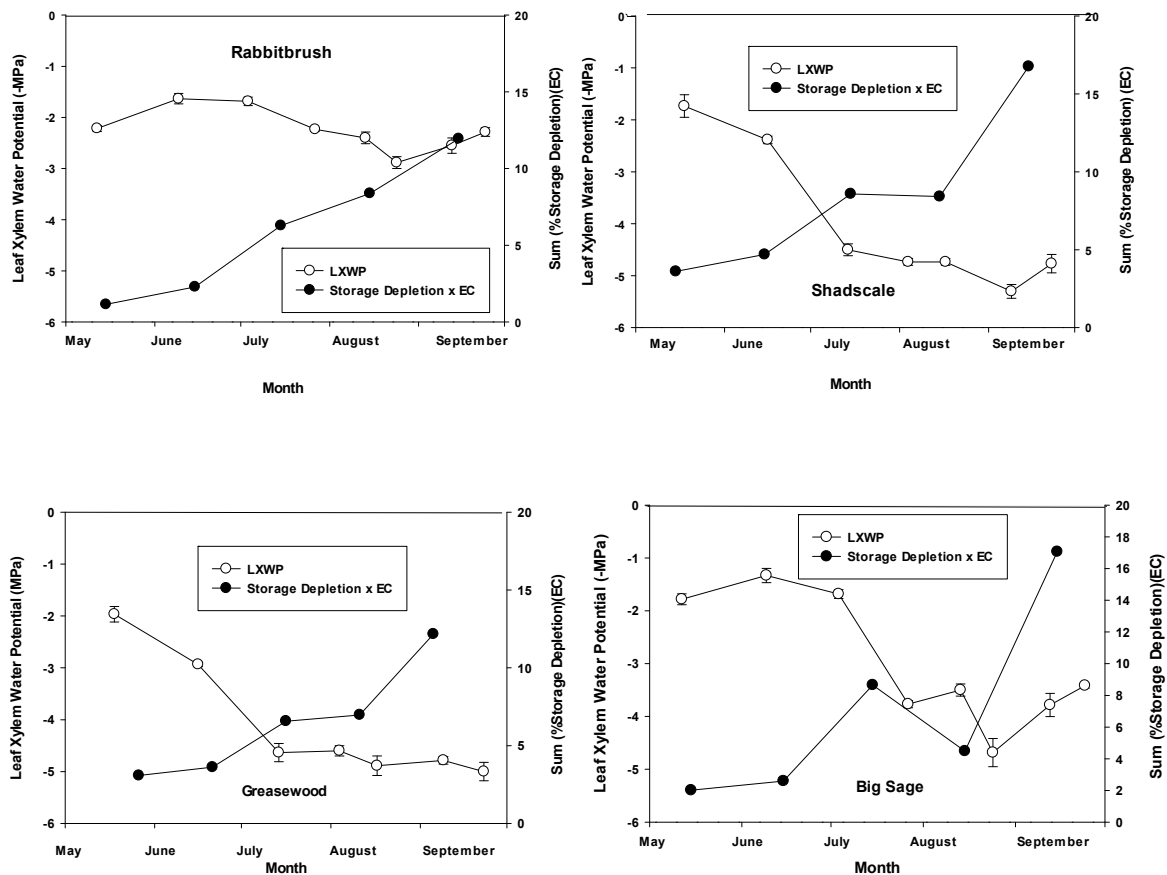 0
-1
-2
-3
-4
-5
-6
Leaf Xylem Water Potential (-MPa)
Rabbitbrush
LXWP
Storage Depletion x EC
20
15
10
5
0
Sum (%Storage Depletion)(EC)
May June July August September
Month
0
-1
-2
-3
-4
-5
-6
Leaf Xylem Water Potential (-MPa)
LXWP
Storage Depletion x EC
Shadscale
20
15
10
5
0
Sum (%Storage Depletion) (EC)
May June July August September
Month
0
-1
-2
-3
-4
-5
-6
Leaf Xylem Water Potential (MPa)
LXWP
Storage Depletion x EC
Greasewood
20
15
10
5
0
Sum (%Storage Depletion)(EC)
May June July August September
Month
0
-1
-2
-3
-4
-5
-6
Leaf Xylem Water Potential (-MPa)
LXWP
Storage Depletion x EC
Big Sage
20
18
16
14
12
10
8
6
4
2
0
Sum (%Storage Depletion)(EC)
May June July August September
Month